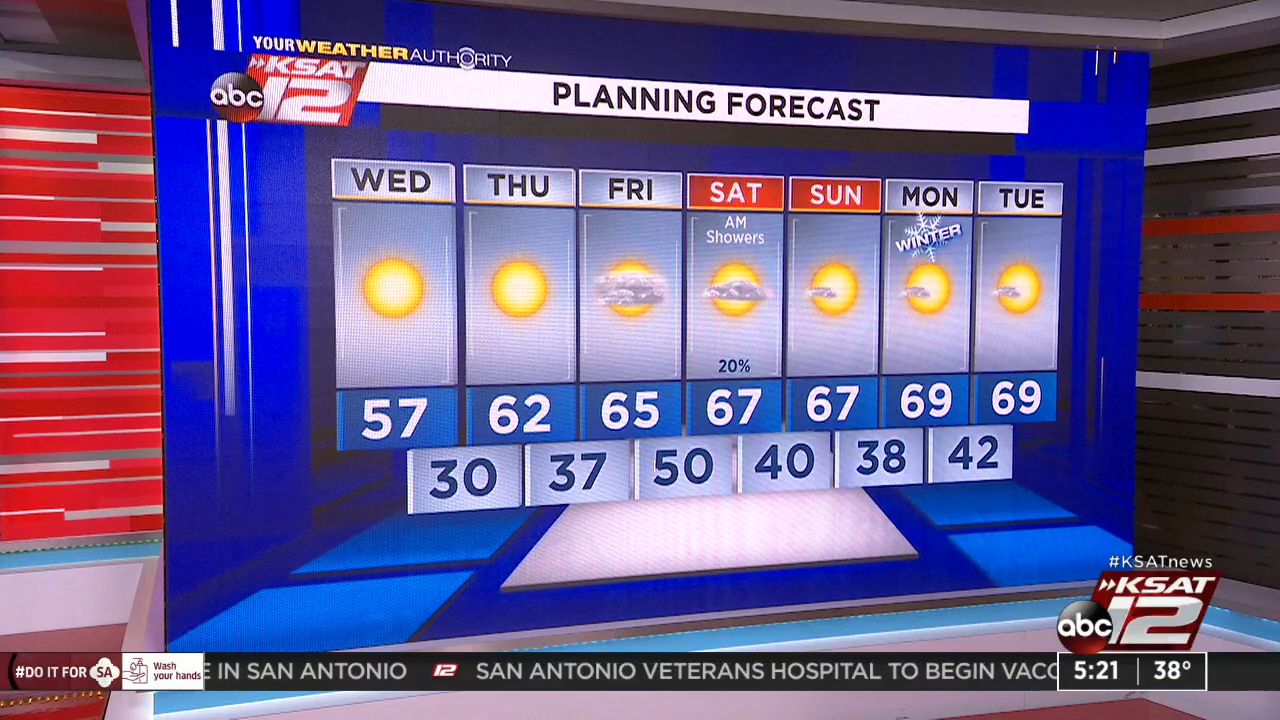 YOUR WEATHER AUTHORITY
KSAT
abc 12
PLANNING FORECAST
WED THU FRI SAT SUN MON TUE
AM
Showers
WINTER
20%
57 62 65 67 67 69 69
30 37 50 40 38 42
#KSATnews
KSAT
abc 12
#DO IT FOR SA
Wash
your hands
E IN SAN ANTONIO 12 SAN ANTONIO VETERANS HOSPITAL TO BEGIN VACC
5:21 38°